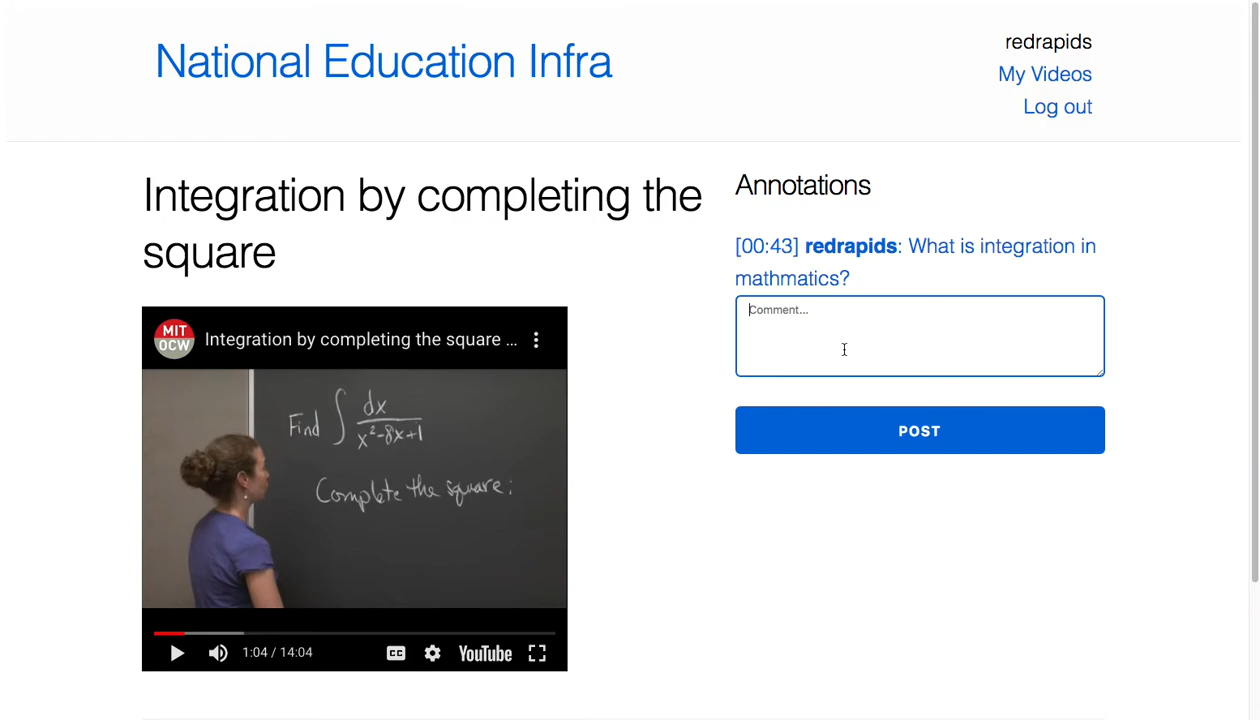 National Education Infra
redrapids
My Videos
Log out
Integration by completing the
square
MIT
OCW
Integration by completing the square ...
Find ∫ dx / x²-8x+1
Complete the square:
1:04 / 14:04
CC
YouTube
Annotations
[00:43] redrapids: What is integration in
mathmatics?
Comment...
POST